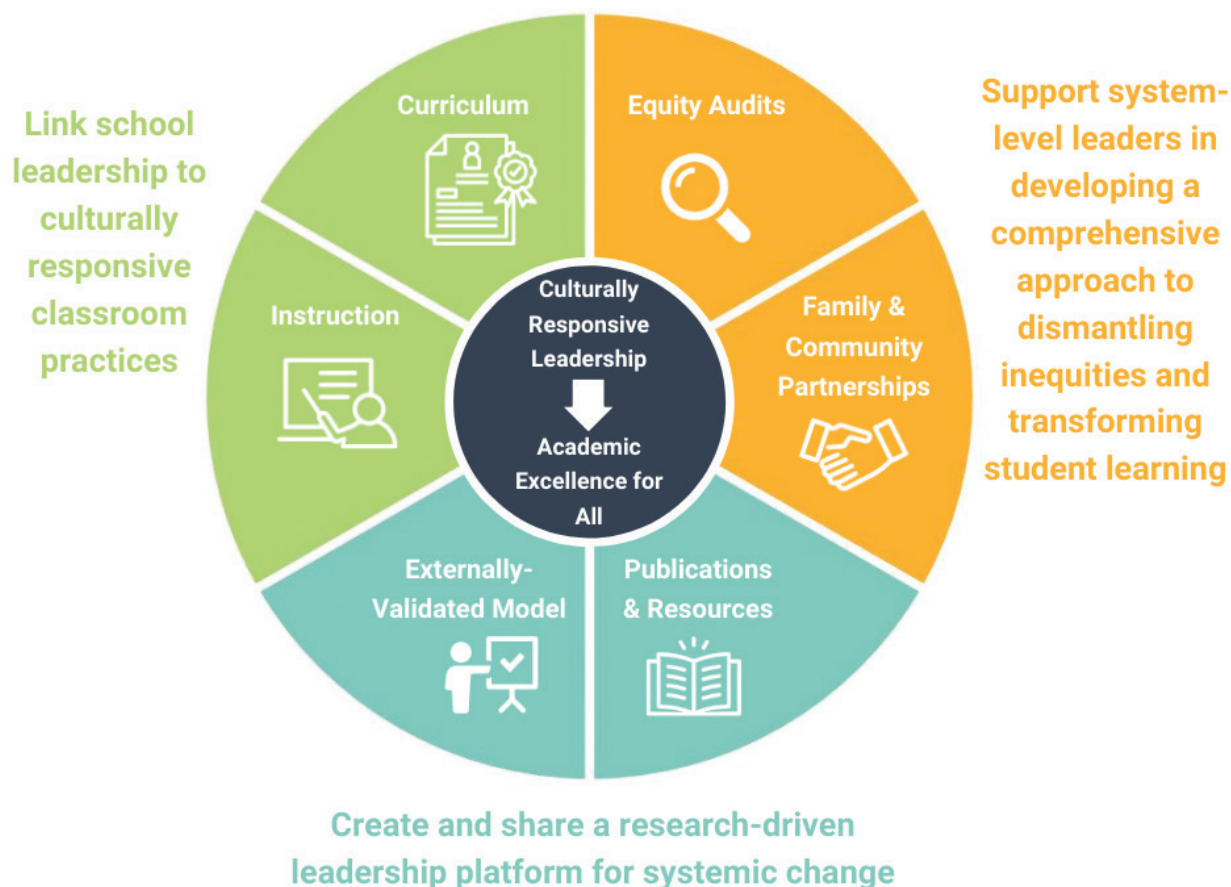 Link school
leadership to
culturally
responsive
classroom
practices
Curriculum
Instruction
Equity Audits
Family &
Community
Partnerships
Support system-
level leaders in
developing a
comprehensive
approach to
dismantling
inequities and
transforming
student learning
Culturally
Responsive
Leadership
Academic
Excellence for
All
Externally-
Validated Model
Publications
& Resources
Create and share a research-driven
leadership platform for systemic change